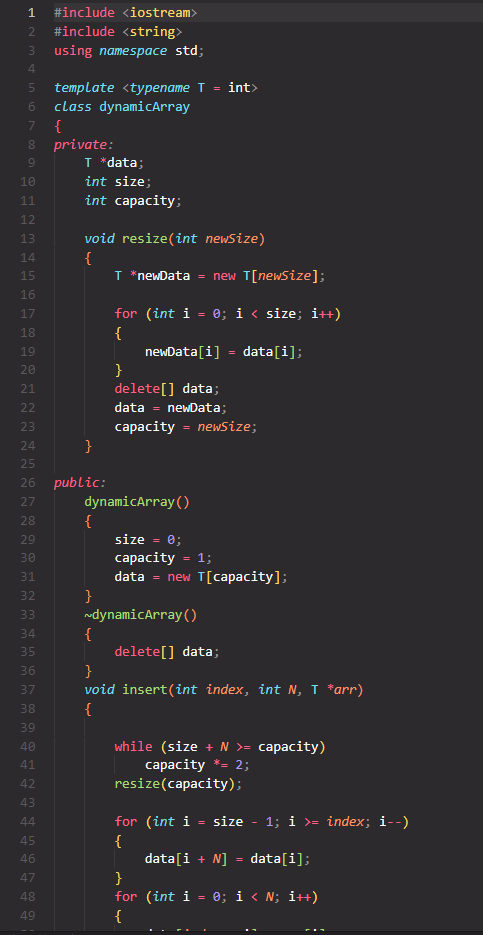 1 #include <iostream>
2 #include <string>
3 using namespace std;
4
5 template <typename T = int>
6 class dynamicArray
7 {
8 private:
9     T *data;
10     int size;
11     int capacity;
12
13     void resize(int newSize)
14     {
15         T *newData = new T[newSize];
16
17         for (int i = 0; i < size; i++)
18         {
19             newData[i] = data[i];
20         }
21         delete[] data;
22         data = newData;
23         capacity = newSize;
24     }
25
26 public:
27     dynamicArray()
28     {
29         size = 0;
30         capacity = 1;
31         data = new T[capacity];
32     }
33     ~dynamicArray()
34     {
35         delete[] data;
36     }
37     void insert(int index, int N, T *arr)
38     {
39
40         while (size + N >= capacity)
41             capacity *= 2;
42         resize(capacity);
43
44         for (int i = size - 1; i >= index; i--)
45         {
46             data[i + N] = data[i];
47         }
48         for (int i = 0; i < N; i++)
49         {